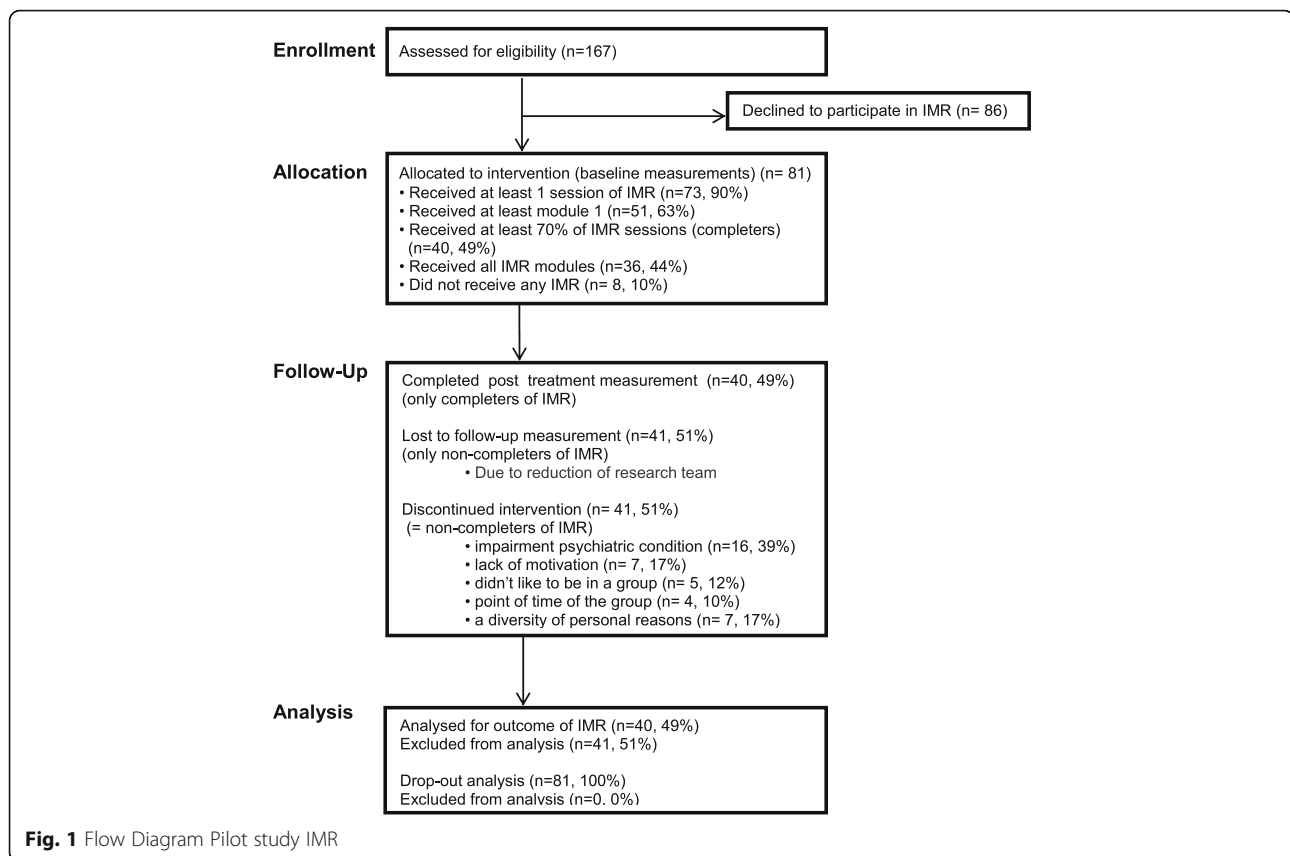 Enrollment
Assessed for eligibility (n=167)
Declined to participate in IMR (n= 86)
Allocation
Allocated to intervention (baseline measurements) (n= 81)
• Received at least 1 session of IMR (n=73, 90%)
• Received at least module 1 (n=51, 63%)
• Received at least 70% of IMR sessions (completers)
(n=40, 49%)
• Received all IMR modules (n=36, 44%)
• Did not receive any IMR (n= 8, 10%)
Follow-Up
Completed post treatment measurement (n=40, 49%)
(only completers of IMR)
Lost to follow-up measurement (n=41, 51%)
(only non-completers of IMR)
• Due to reduction of research team
Discontinued intervention (n= 41, 51%)
(= non-completers of IMR)
• impairment psychiatric condition (n=16, 39%)
• lack of motivation (n= 7, 17%)
• didn't like to be in a group (n= 5, 12%)
• point of time of the group (n= 4, 10%)
• a diversity of personal reasons (n= 7, 17%)
Analysis
Analysed for outcome of IMR (n=40, 49%)
Excluded from analysis (n=41, 51%)
Drop-out analysis (n=81, 100%)
Excluded from analysis (n=0. 0%)
Fig. 1 Flow Diagram Pilot study IMR